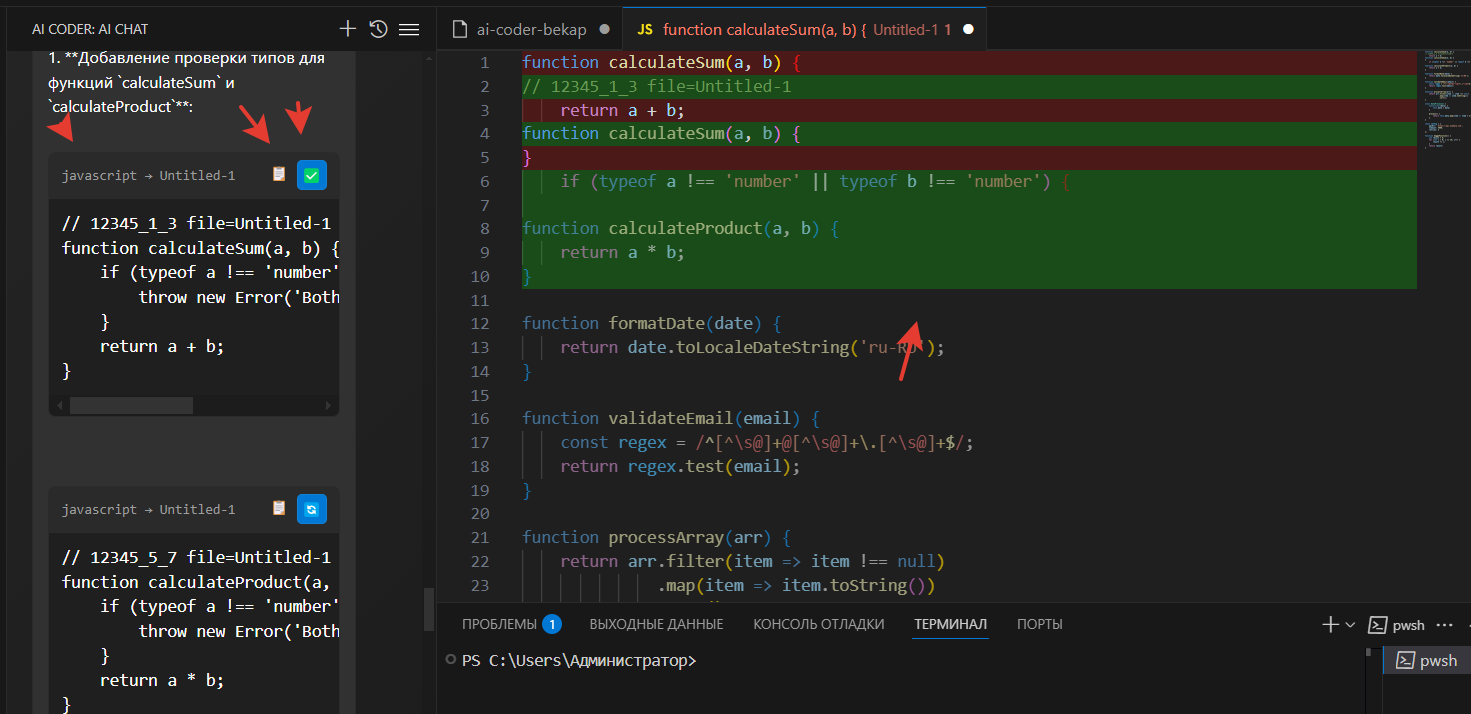 AI CODER: AI CHAT
1. **Добавление проверки типов для
функций `calculateSum` и
`calculateProduct`**:
javascript → Untitled-1
// 12345_1_3 file=Untitled-1
function calculateSum(a, b) {
if (typeof a !== 'number'
throw new Error('Both
}
return a + b;
}
javascript → Untitled-1
// 12345_5_7 file=Untitled-1
function calculateProduct(a,
if (typeof a !== 'number'
throw new Error('Both
}
return a * b;
}
ai-coder-bekap
JS function calculateSum(a, b) { Untitled-1 1
1 function calculateSum(a, b) {
2 // 12345_1_3 file=Untitled-1
3 return a + b;
4 function calculateSum(a, b) {
5 }
6 if (typeof a !== 'number' || typeof b !== 'number') {
7
8 function calculateProduct(a, b) {
9 return a * b;
10 }
11
12 function formatDate(date) {
13 return date.toLocaleDateString('ru-RU');
14 }
15
16 function validateEmail(email) {
17 const regex = /^[^\s@]+@[^\s@]+\.[^\s@]+$/;
18 return regex.test(email);
19 }
20
21 function processArray(arr) {
22 return arr.filter(item => item !== null)
23 .map(item => item.toString())
ПРОБЛЕМЫ 1 ВЫХОДНЫЕ ДАННЫЕ КОНСОЛЬ ОТЛАДКИ ТЕРМИНАЛ ПОРТЫ
pwsh
PS C:\Users\Администратор>
pwsh